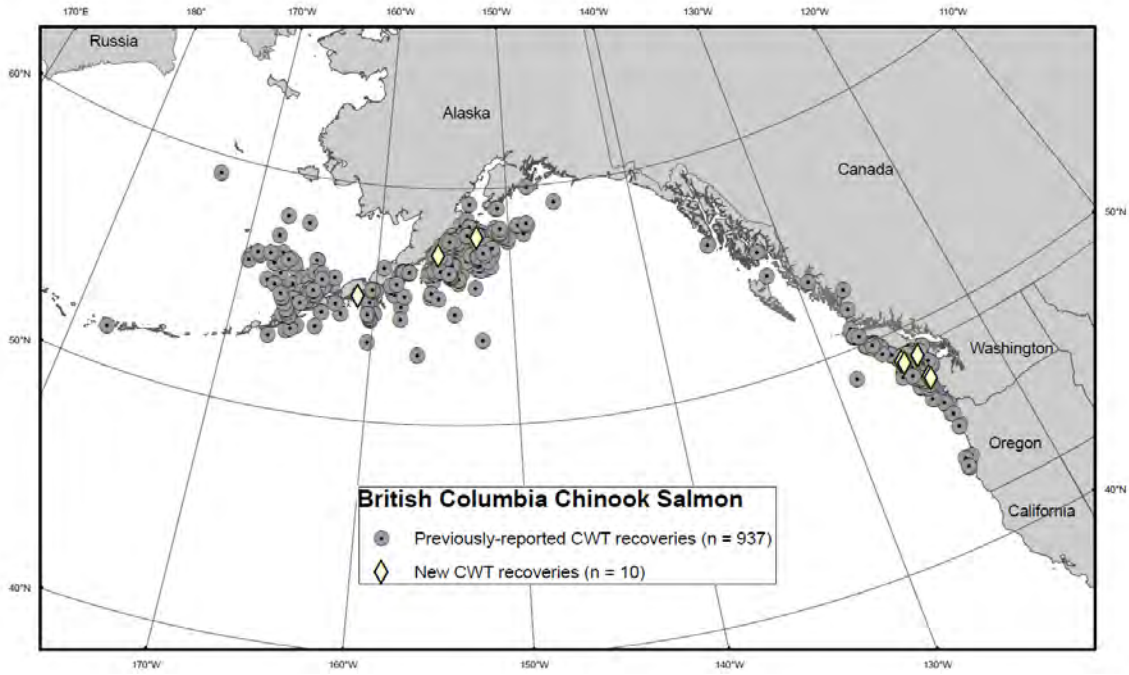 170°E 180° 170°W 160°W 150°W 140°W 130°W 120°W 110°W
Russia
60°N
Alaska
Canada
50°N
50°N
Washington
Oregon
British Columbia Chinook Salmon
40°N
California
Previously-reported CWT recoveries (n = 937)
New CWT recoveries (n = 10)
40°N
170°W 160°W 150°W 140°W 130°W